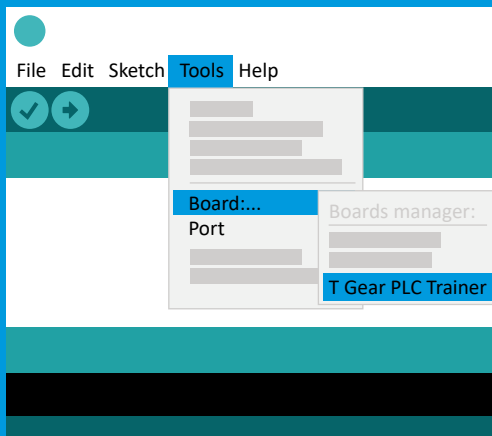 File Edit Sketch Tools Help
Board:...
Port
Boards manager:
T Gear PLC Trainer